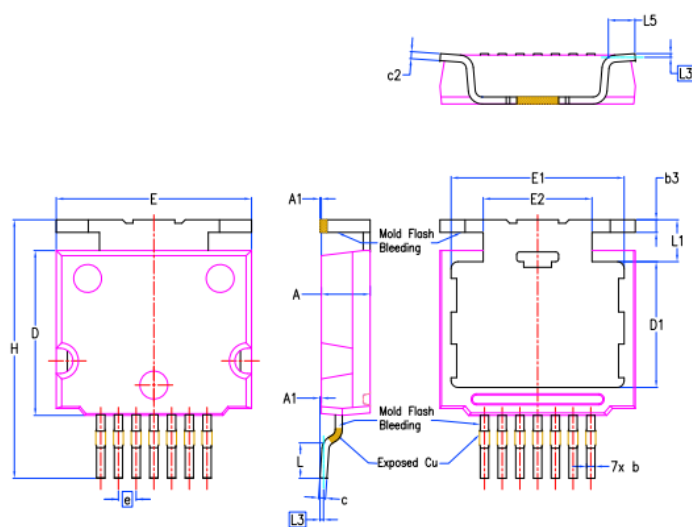 L5
c2
L3
E
A1
E1
E2
b3
Mold Flash
Bleeding
L1
A
D
H
D1
A1
Mold Flash
Bleeding
L
Exposed Cu
7x b
e
c
L3